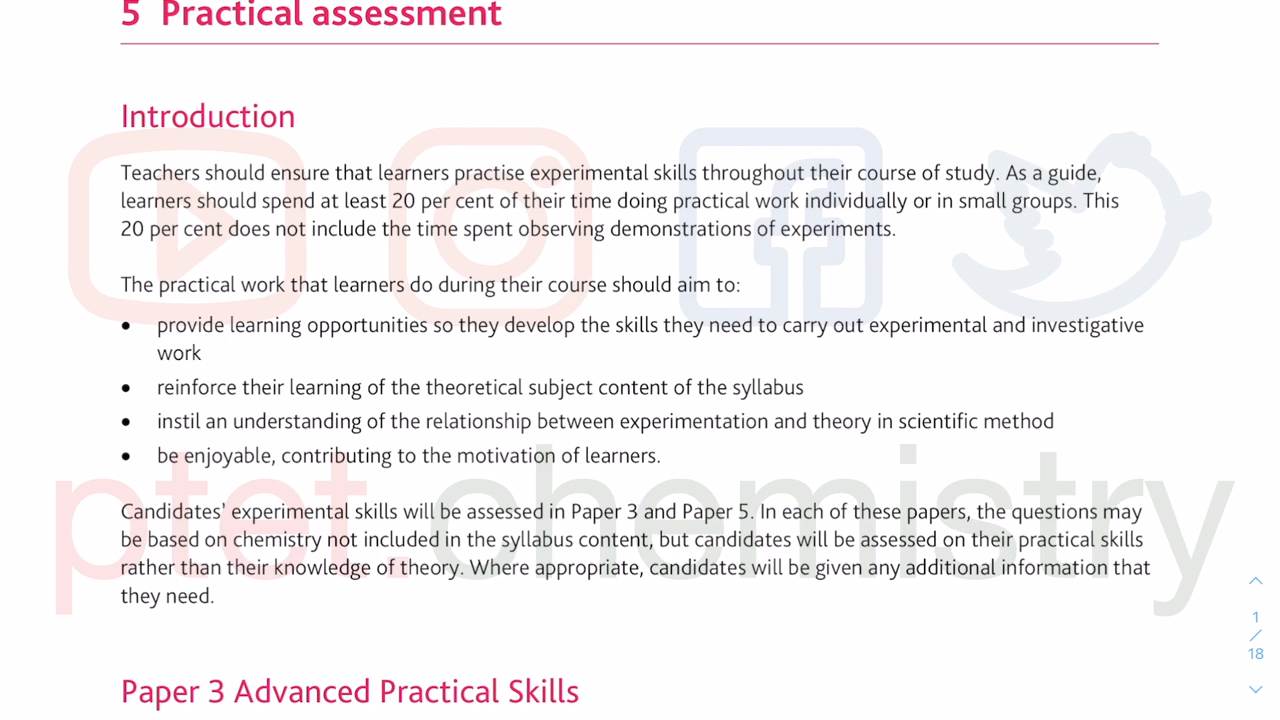 5 Practical assessment
Introduction
Teachers should ensure that learners practise experimental skills throughout their course of study. As a guide,
learners should spend at least 20 per cent of their time doing practical work individually or in small groups. This
20 per cent does not include the time spent observing demonstrations of experiments.
The practical work that learners do during their course should aim to:
• provide learning opportunities so they develop the skills they need to carry out experimental and investigative
work
• reinforce their learning of the theoretical subject content of the syllabus
• instil an understanding of the relationship between experimentation and theory in scientific method
• be enjoyable, contributing to the motivation of learners.
ptet.chemistry
Candidates' experimental skills will be assessed in Paper 3 and Paper 5. In each of these papers, the questions may
be based on chemistry not included in the syllabus content, but candidates will be assessed on their practical skills
rather than their knowledge of theory. Where appropriate, candidates will be given any additional information that
they need.
1
/
18
Paper 3 Advanced Practical Skills